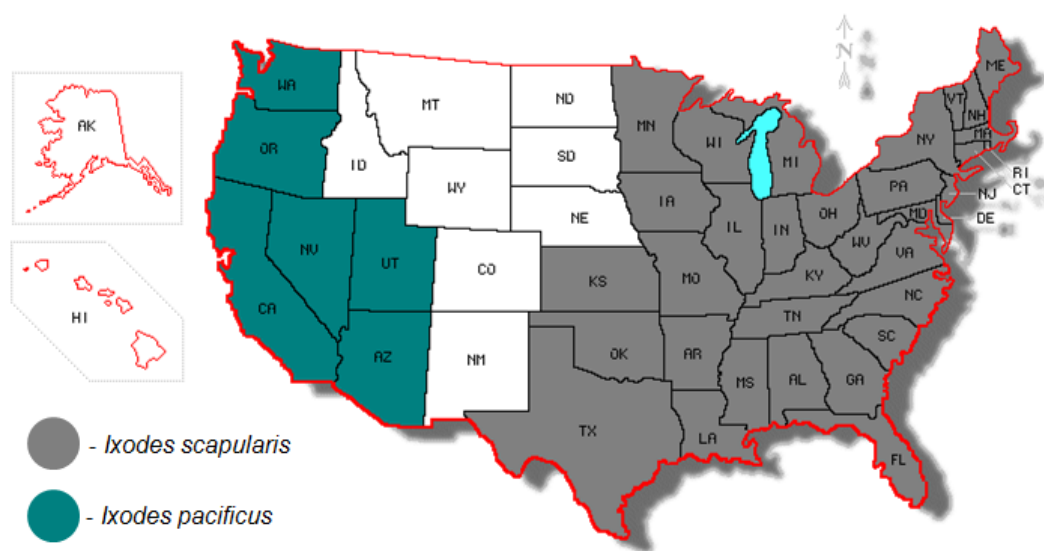 N
ME
WA
VT
MT
ND
NH
MN
MA
OR
NY
WI
ID
SD
MI
RI
CT
WY
PA
NJ
IA
OH
MD
DE
NE
IL
IN
WV
VA
NV
UT
CO
KS
MO
KY
NC
CA
TN
AZ
NM
OK
AR
SC
MS
AL
GA
TX
LA
FL
AK
HI
- Ixodes scapularis
- Ixodes pacificus